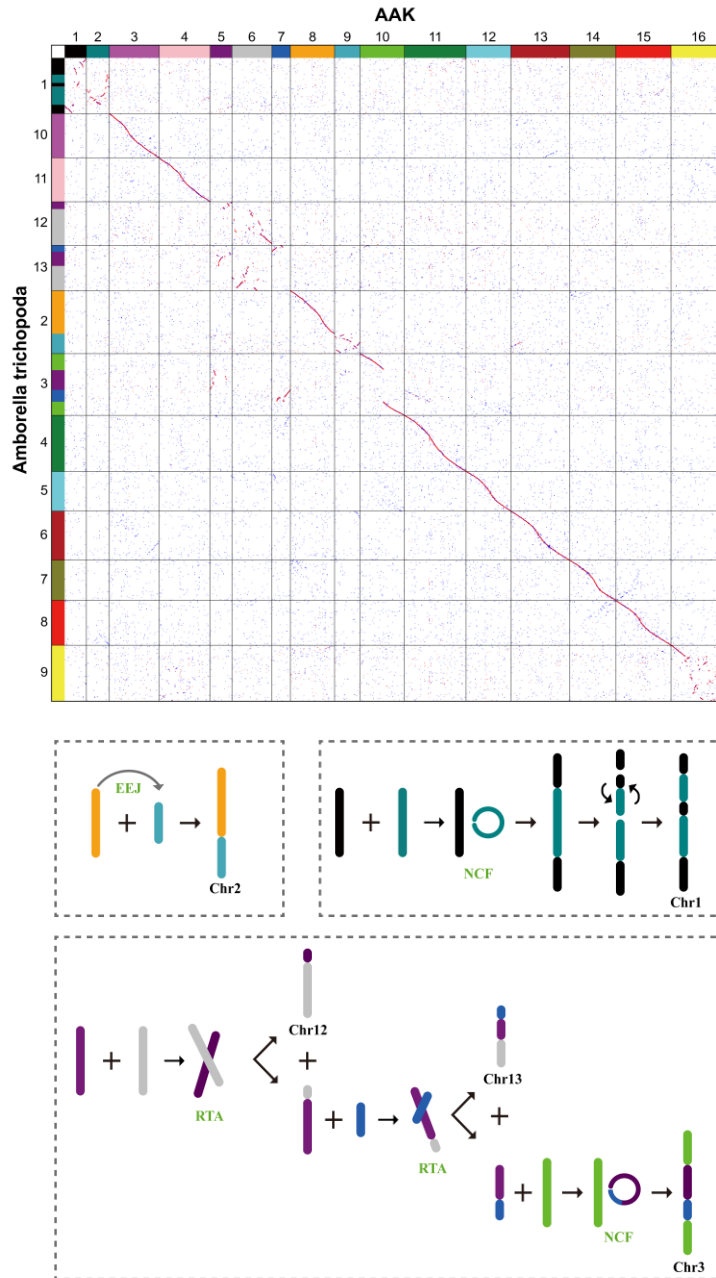 AAK
1 2 3 4 5 6 7 8 9 10 11 12 13 14 15 16
Amborella trichopoda
1
10
11
12
13
2
3
4
5
6
7
8
9
EEJ
+
Chr2
+
NCF
Chr1
+
RTA
Chr12
+
+
RTA
Chr13
+
+
NCF
Chr3